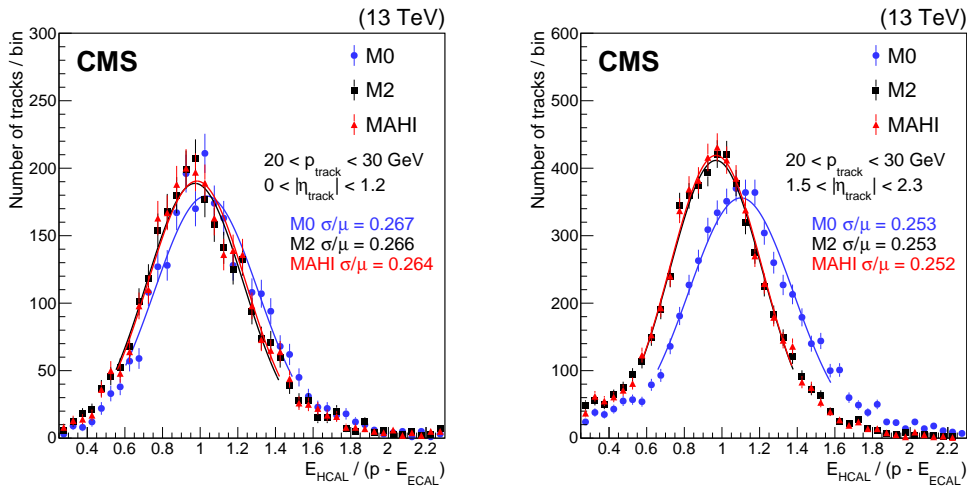 (13 TeV)
CMS
M0
M2
MAHI
20 < p_track < 30 GeV
0 < |η_track| < 1.2
M0 σ/μ = 0.267
M2 σ/μ = 0.266
MAHI σ/μ = 0.264
Number of tracks / bin
300
250
200
150
100
50
0
0.4 0.6 0.8 1 1.2 1.4 1.6 1.8 2 2.2
E_HCAL / (p - E_ECAL)
(13 TeV)
CMS
M0
M2
MAHI
20 < p_track < 30 GeV
1.5 < |η_track| < 2.3
M0 σ/μ = 0.253
M2 σ/μ = 0.253
MAHI σ/μ = 0.252
Number of tracks / bin
600
500
400
300
200
100
0
0.4 0.6 0.8 1 1.2 1.4 1.6 1.8 2 2.2
E_HCAL / (p - E_ECAL)